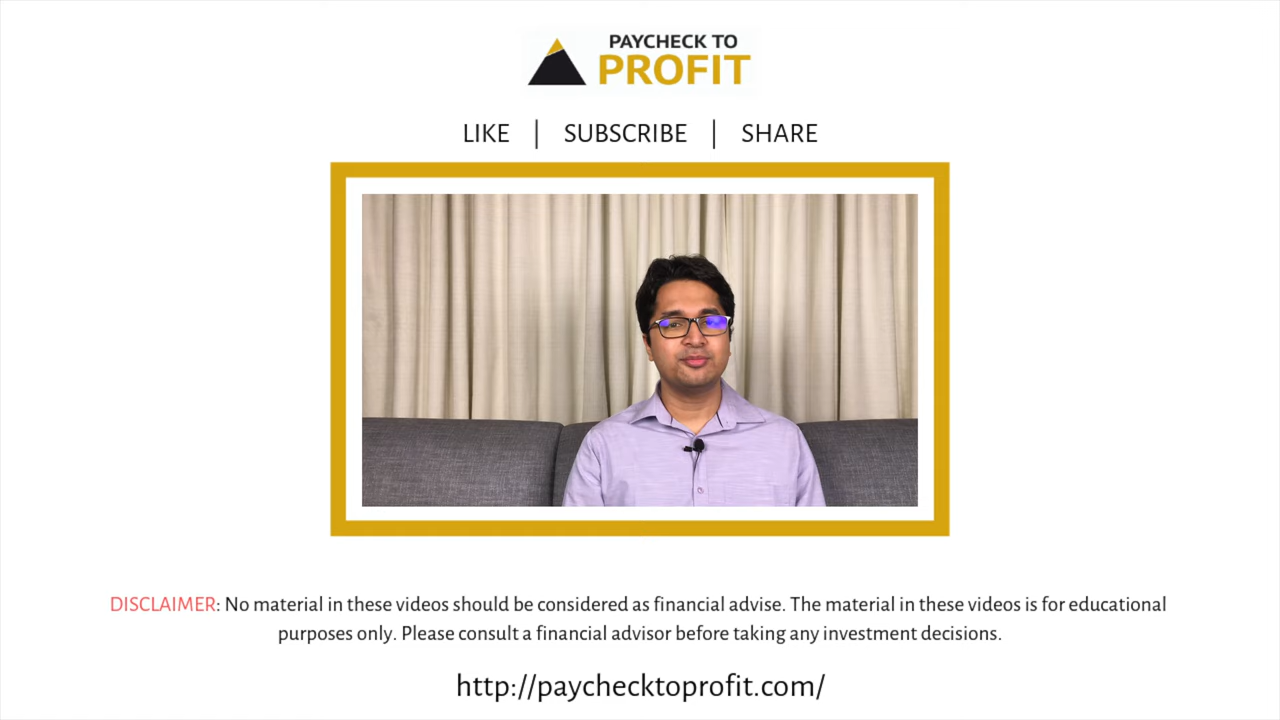 PAYCHECK TO
PROFIT
LIKE | SUBSCRIBE | SHARE
DISCLAIMER: No material in these videos should be considered as financial advise. The material in these videos is for educational
purposes only. Please consult a financial advisor before taking any investment decisions.
http://paychecktoprofit.com/